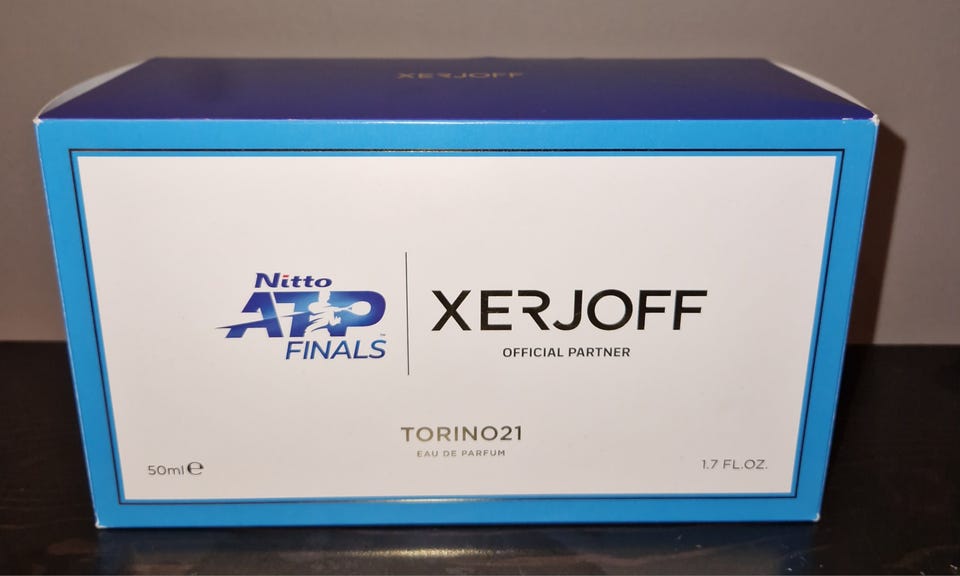 XERJOFF
Nitto
ATP
FINALS
XERJOFF
OFFICIAL PARTNER
TORINO21
EAU DE PARFUM
50ml ℮
1.7 FL.OZ.